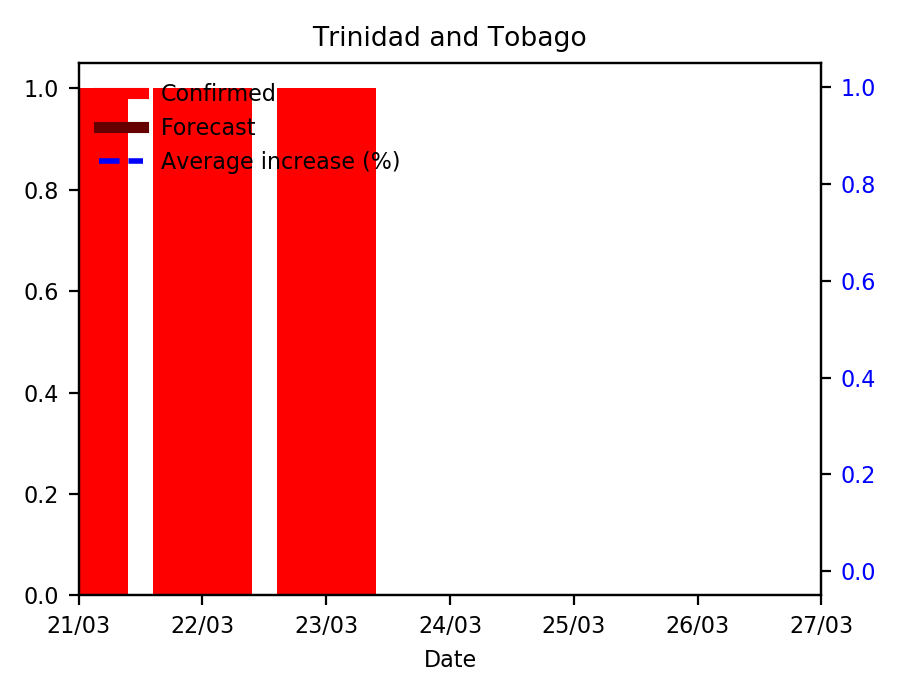 Trinidad and Tobago
Confirmed
Forecast
Average increase (%)
1.0
0.8
0.6
0.4
0.2
0.0
1.0
0.8
0.6
0.4
0.2
0.0
21/03 22/03 23/03 24/03 25/03 26/03 27/03
Date